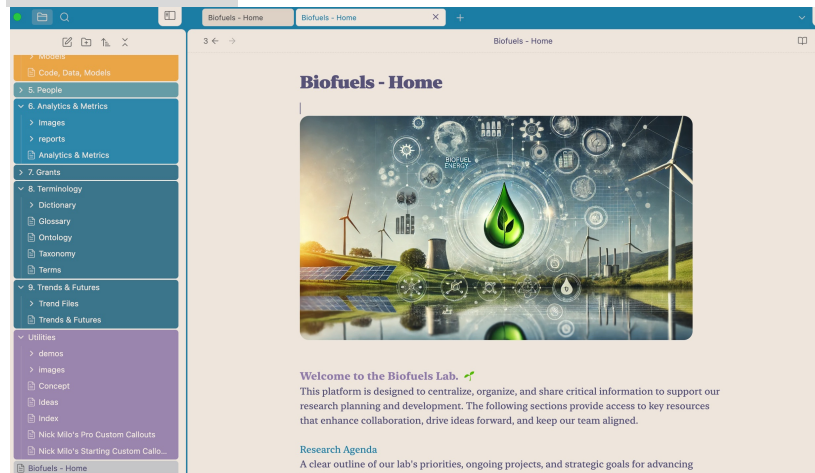 Biofuels - Home
Biofuels - Home
3
Biofuels - Home
Models
Code, Data, Models
5. People
6. Analytics & Metrics
Images
reports
Analytics & Metrics
7. Grants
8. Terminology
Dictionary
Glossary
Ontology
Taxonomy
Terms
9. Trends & Futures
Trend Files
Trends & Futures
Utilities
demos
images
Concept
Ideas
index
Nick Milo's Pro Custom Callouts
Nick Milo's Starting Custom Callo...
Biofuels - Home
Biofuels - Home
BIOFUEL
ENERGY
Welcome to the Biofuels Lab. 🌱
This platform is designed to centralize, organize, and share critical information to support our
research planning and development. The following sections provide access to key resources
that enhance collaboration, drive ideas forward, and keep our team aligned.
Research Agenda
A clear outline of our lab's priorities, ongoing projects, and strategic goals for advancing